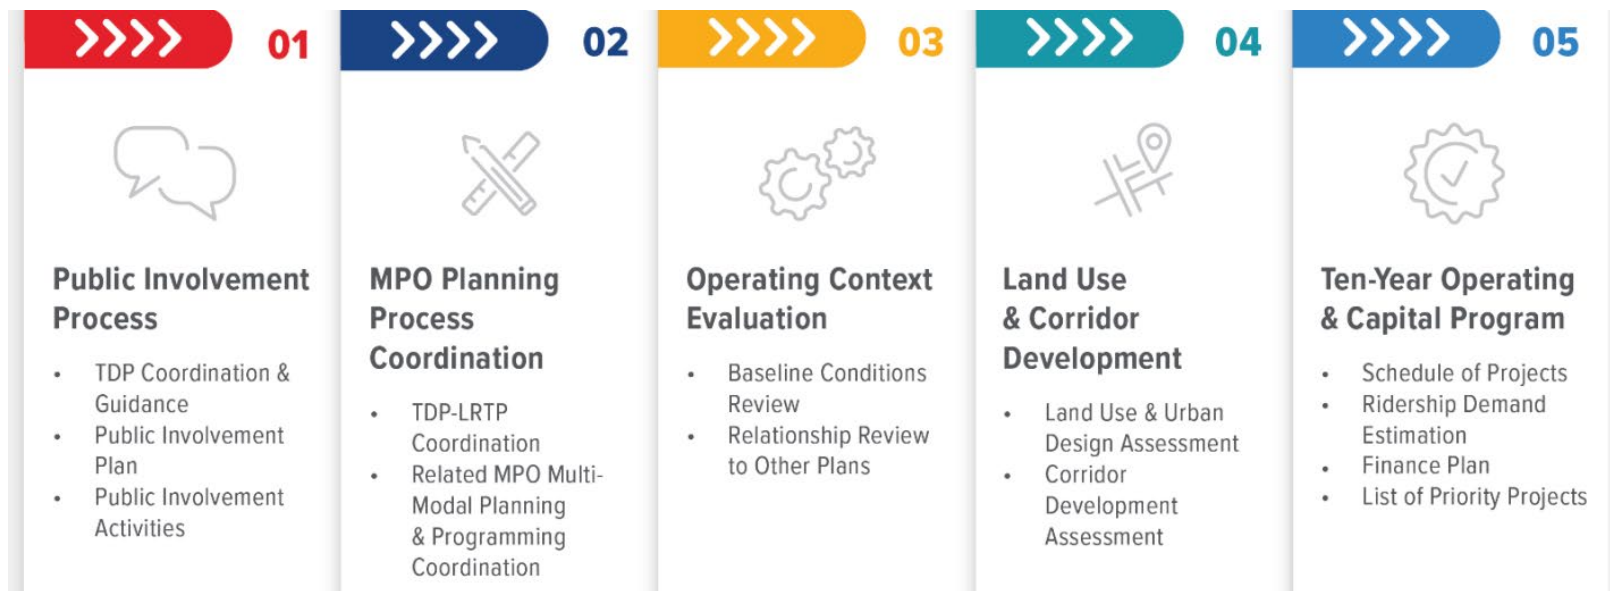 01
Public Involvement
Process
• TDP Coordination &
Guidance
• Public Involvement
Plan
• Public Involvement
Activities
02
MPO Planning
Process
Coordination
• TDP-LRTP
Coordination
• Related MPO Multi-
Modal Planning
& Programming
Coordination
03
Operating Context
Evaluation
• Baseline Conditions
Review
• Relationship Review
to Other Plans
04
Land Use
& Corridor
Development
• Land Use & Urban
Design Assessment
• Corridor
Development
Assessment
05
Ten-Year Operating
& Capital Program
• Schedule of Projects
• Ridership Demand
Estimation
• Finance Plan
• List of Priority Projects